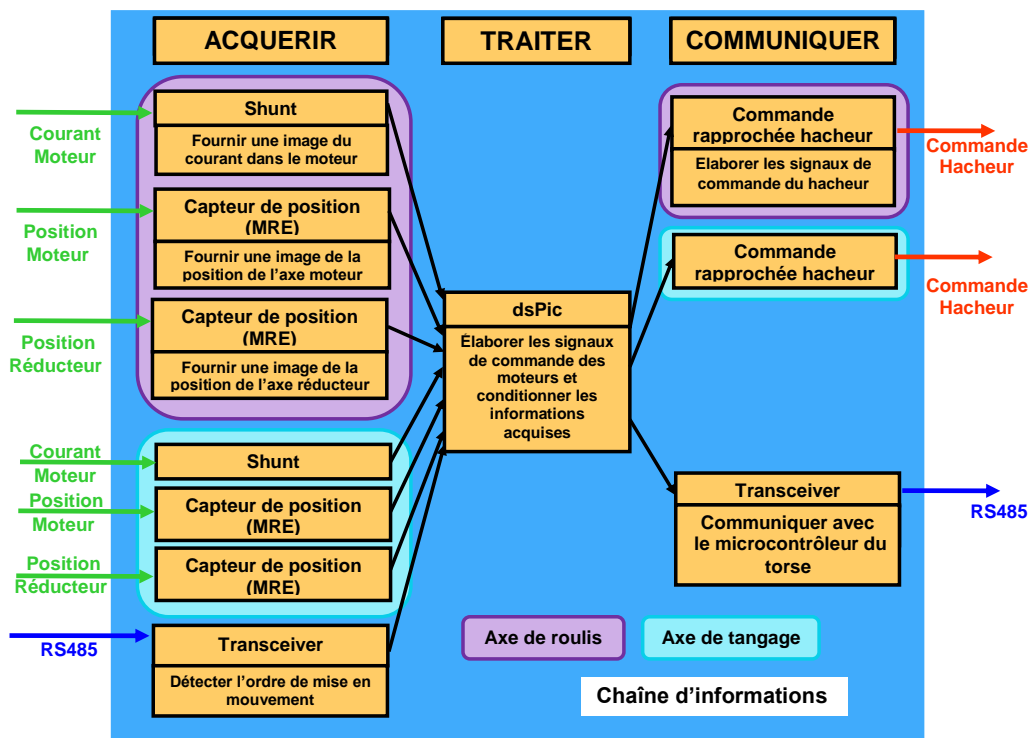 ACQUERIR
TRAITER
COMMUNIQUER
Courant
Moteur
Shunt
Fournir une image du
courant dans le moteur
Position
Moteur
Capteur de position
(MRE)
Fournir une image de la
position de l'axe moteur
Position
Réducteur
Capteur de position
(MRE)
Fournir une image de la
position de l'axe réducteur
Courant
Moteur
Shunt
Position
Moteur
Capteur de position
(MRE)
Position
Réducteur
Capteur de position
(MRE)
RS485
Transceiver
Détecter l'ordre de mise en
mouvement
dsPic
Élaborer les signaux
de commande des
moteurs et
conditionner les
informations
acquises
Commande
rapprochée hacheur
Elaborer les signaux de
commande du hacheur
Commande
Hacheur
Commande
rapprochée hacheur
Commande
Hacheur
Transceiver
Communiquer avec
le microcontrôleur du
torse
RS485
Axe de roulis
Axe de tangage
Chaîne d'informations